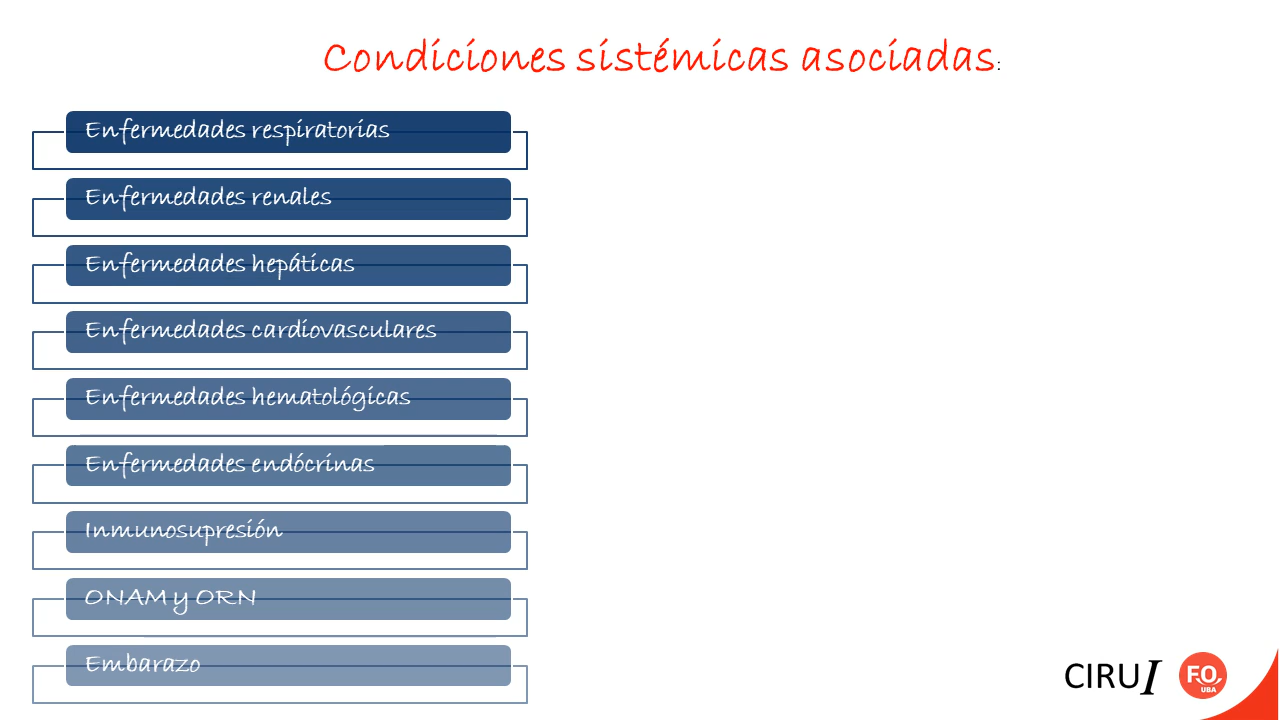 Condiciones sistémicas asociadas:
Enfermedades respiratorias
Enfermedades renales
Enfermedades hepáticas
Enfermedades cardiovasculares
Enfermedades hematológicas
Enfermedades endócrinas
Inmunosupresión
ONAM y ORN
Embarazo
CIRUI
F.O.
UBA